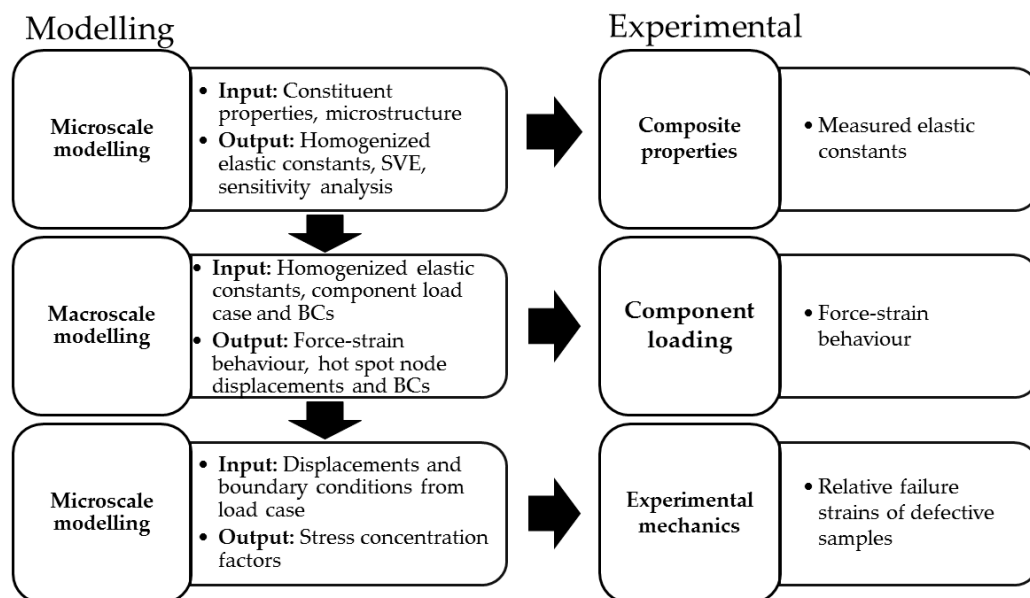 Modelling
Experimental
Microscale
modelling
• Input: Constituent
properties, microstructure
• Output: Homogenized
elastic constants, SVE,
sensitivity analysis
Composite
properties
• Measured elastic
constants
Macroscale
modelling
• Input: Homogenized elastic
constants, component load
case and BCs
• Output: Force-strain
behaviour, hot spot node
displacements and BCs
Component
loading
• Force-strain
behaviour
Microscale
modelling
• Input: Displacements and
boundary conditions from
load case
• Output: Stress concentration
factors
Experimental
mechanics
• Relative failure
strains of defective
samples